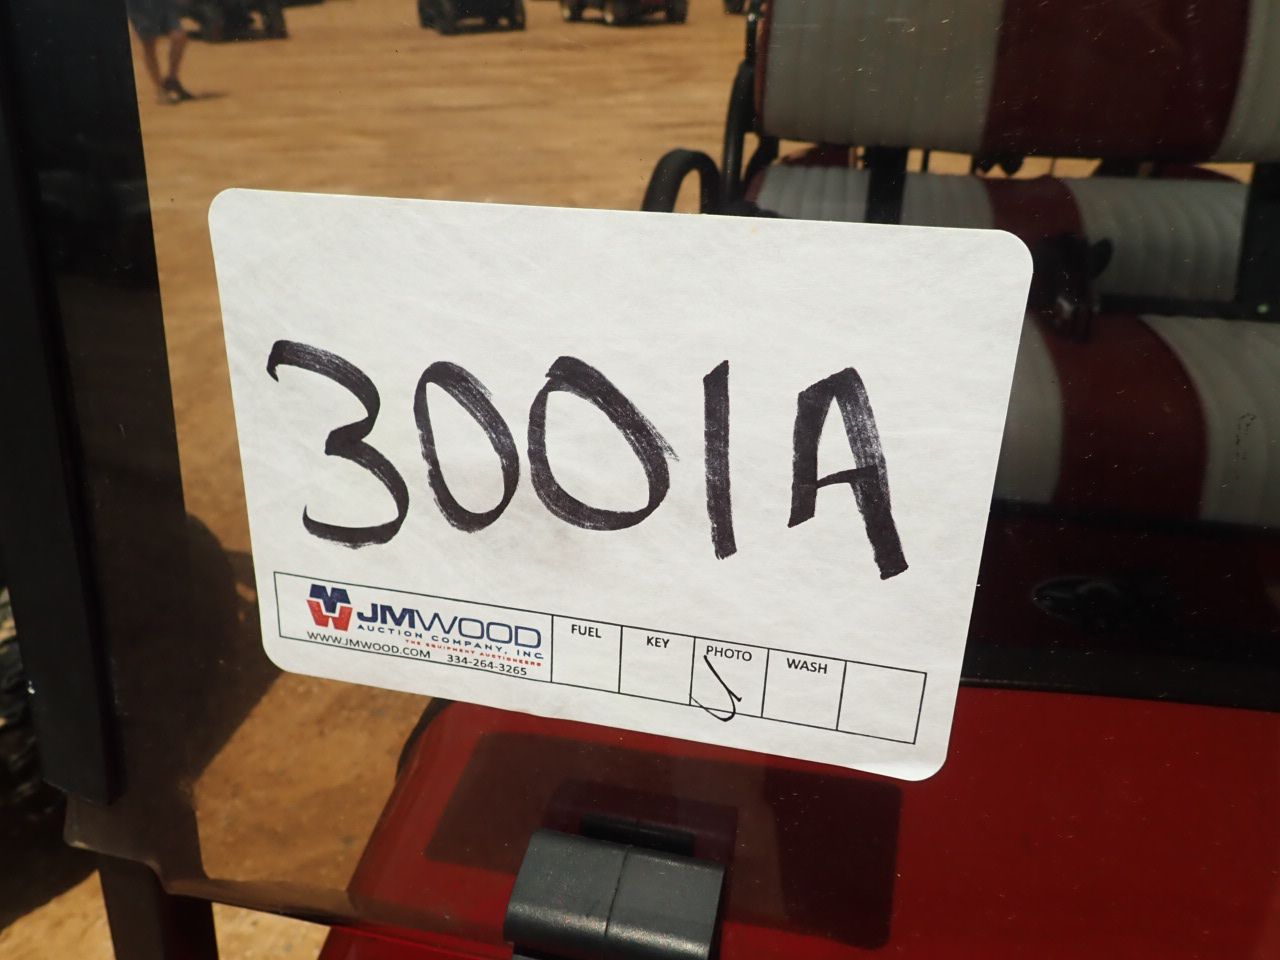 3001A
JMWOOD
AUCTION COMPANY, INC
THE EQUIPMENT AUCTIONEERS
WWW.JMWOOD.COM 334-264-3265
FUEL
KEY
PHOTO
WASH